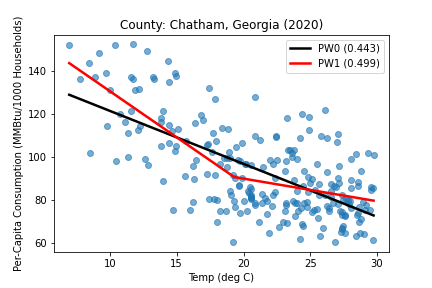 County: Chatham, Georgia (2020)
PW0 (0.443)
PW1 (0.499)
Per-Capita Consumption (MMBtu/1000 Households)
140
120
100
80
60
10 15 20 25 30
Temp (deg C)